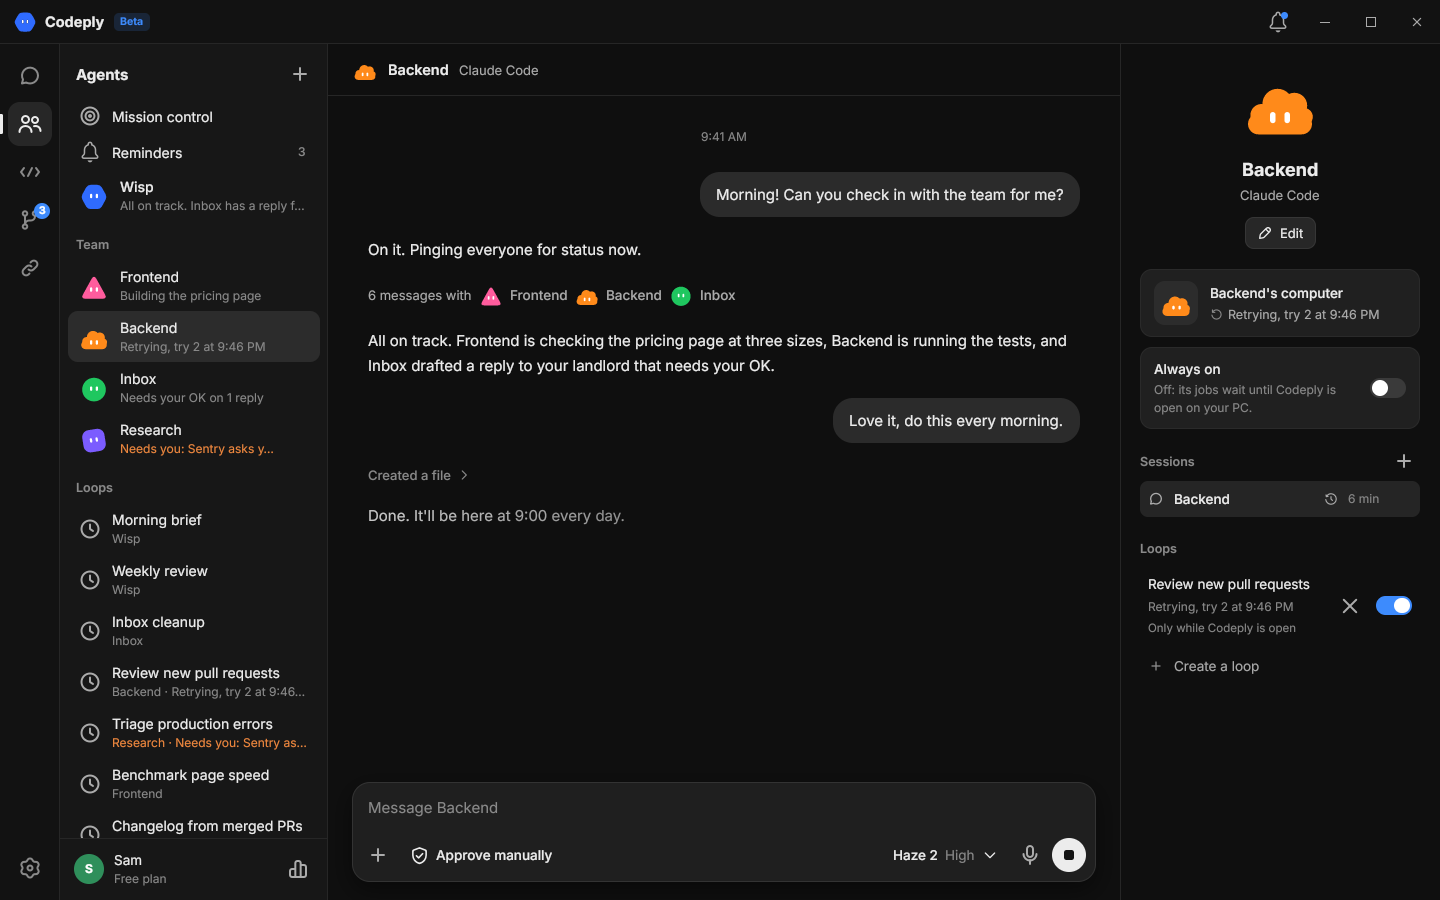 Codeply Beta
Agents
Mission control
Reminders 3
Wisp
All on track. Inbox has a reply f...
Team
Frontend
Building the pricing page
Backend
Retrying, try 2 at 9:46 PM
Inbox
Needs your OK on 1 reply
Research
Needs you: Sentry asks y...
Loops
Morning brief
Wisp
Weekly review
Wisp
Inbox cleanup
Inbox
Review new pull requests
Backend · Retrying, try 2 at 9:46...
Triage production errors
Research · Needs you: Sentry as...
Benchmark page speed
Frontend
Changelog from merged PRs
S
Sam
Free plan
3
Backend Claude Code
9:41 AM
Morning! Can you check in with the team for me?
On it. Pinging everyone for status now.
6 messages with Frontend Backend Inbox
All on track. Frontend is checking the pricing page at three sizes, Backend is running the tests, and
Inbox drafted a reply to your landlord that needs your OK.
Love it, do this every morning.
Created a file
Done. It'll be here at 9:00 every day.
Message Backend
Approve manually
Haze 2 High
Backend
Claude Code
Edit
Backend's computer
Retrying, try 2 at 9:46 PM
Always on
Off: its jobs wait until Codeply is
open on your PC.
Sessions
Backend 6 min
Loops
Review new pull requests
Retrying, try 2 at 9:46 PM
Only while Codeply is open
Create a loop